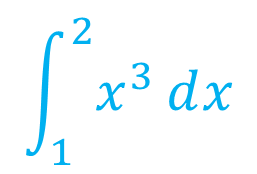 ∫₁² x³ dx